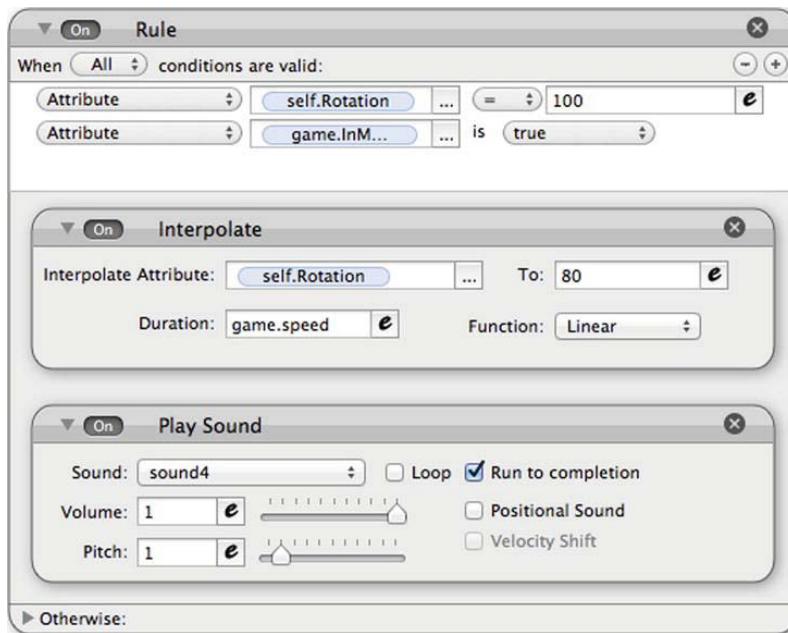 On Rule
When All conditions are valid:
Attribute self.Rotation ... = 100 e
Attribute game.InM... ... is true
On Interpolate
Interpolate Attribute: self.Rotation ... To: 80 e
Duration: game.speed e Function: Linear
On Play Sound
Sound: sound4 Loop Run to completion
Volume: 1 e Positional Sound
Pitch: 1 e Velocity Shift
Otherwise: